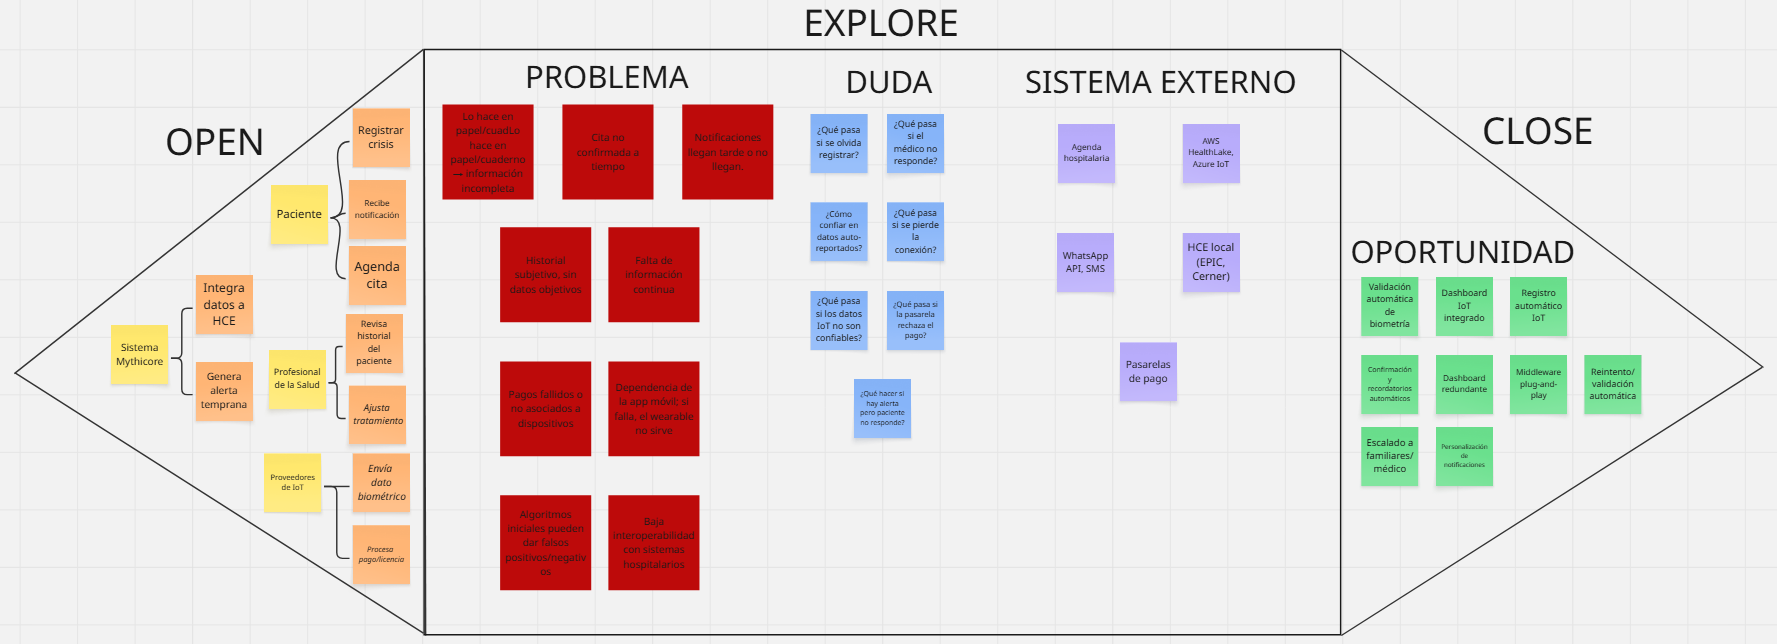 EXPLORE
OPEN
Registrar
crisis
Paciente
Recibe
notificación
Agenda
cita
Integra
datos a
HCE
Sistema
Mythicore
Genera
alerta
temprana
Revisa
historial
del
paciente
Profesional
de la Salud
Ajusta
tratamiento
Proveedores
de IoT
Envía
dato
biométrico
Procesa
pago/licencia
PROBLEMA
Lo hace en
papel/cuadLo
hace en
papel/cuaderno
→ información
incompleta
Cita no
confirmada a
tiempo
Notificaciones
llegan tarde o no
llegan.
Historial
subjetivo, sin
datos objetivos
Falta de
información
continua
Pagos fallidos o
no asociados a
dispositivos
Dependencia de
la app móvil; si
falla, el wearable
no sirve
Algoritmos
iniciales pueden
dar falsos
positivos/negativ
os
Baja
interoperabilidad
con sistemas
hospitalarios
DUDA
¿Qué pasa
si se olvida
registrar?
¿Qué pasa
si el
médico no
responde?
¿Cómo
confiar en
datos auto-
reportados?
¿Qué pasa
si se pierde
la
conexión?
¿Qué pasa
si los datos
IoT no son
confiables?
¿Qué pasa si
la pasarela
rechaza el
pago?
¿Qué hacer si
hay alerta
pero paciente
no responde?
SISTEMA EXTERNO
Agenda
hospitalaria
AWS
HealthLake,
Azure IoT
WhatsApp
API, SMS
HCE local
(EPIC,
Cerner)
Pasarelas
de pago
CLOSE
OPORTUNIDAD
Validación
automática
de
biometría
Dashboard
IoT
integrado
Registro
automático
IoT
Confirmación
y
recordatorios
automáticos
Dashboard
redundante
Middleware
plug-and-
play
Reintento/
validación
automática
Escalado a
familiares/
médico
Personalización
de
notificaciones